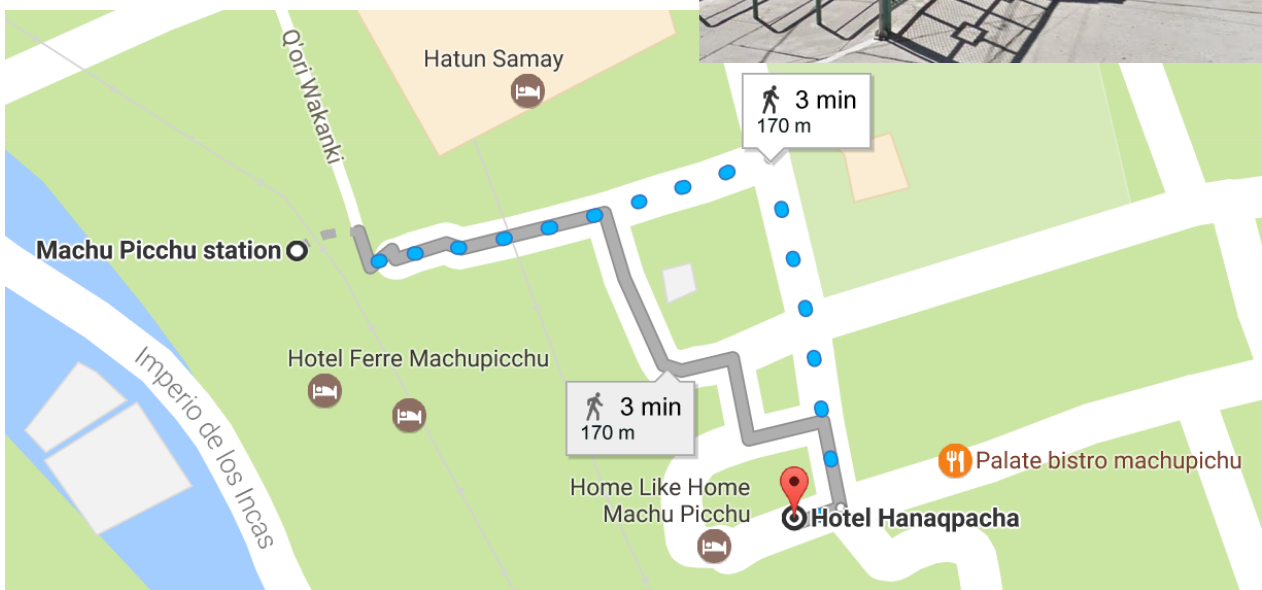 Q'ori Wakanki
Hatun Samay
3 min
170 m
Machu Picchu station
Hotel Ferre Machupicchu
Imperio de los Incas
3 min
170 m
Palate bistro machupichu
Home Like Home
Machu Picchu
Hotel Hanaqpacha